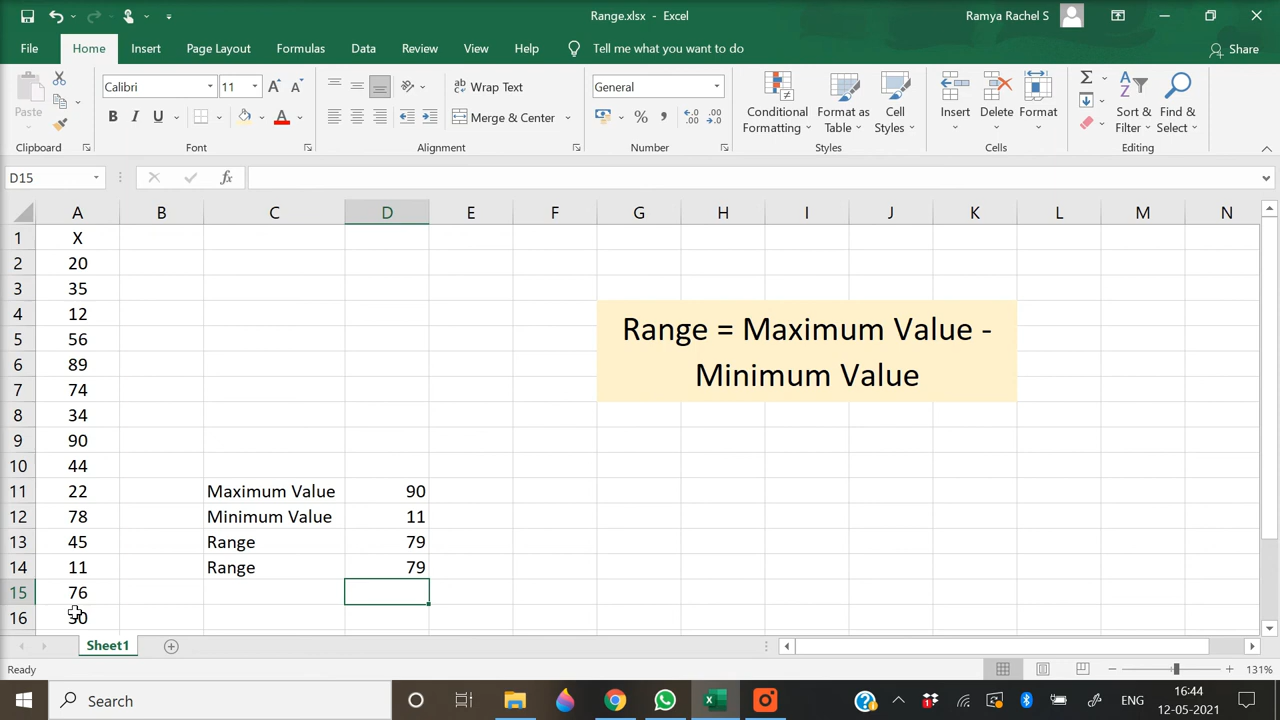 Range.xlsx - Excel
Ramya Rachel S
File Home Insert Page Layout Formulas Data Review View Help Tell me what you want to do Share
Paste
Calibri 11
B I U
Wrap Text
Merge & Center
General
Conditional Formatting
Format as Table
Cell Styles
Insert Delete Format
Sort & Filter
Find & Select
Clipboard Font Alignment Number Styles Cells Editing
D15 fx
A B C D E F G H I J K L M N
1 X
2 20
3 35
4 12
5 56
6 89
7 74
8 34
9 90
10 44
11 22 Maximum Value 90
12 78 Minimum Value 11
13 45 Range 79
14 11 Range 79
15 76
16
Range = Maximum Value -
Minimum Value
Sheet1
Ready
131%
Search
ENG
16:44
12-05-2021